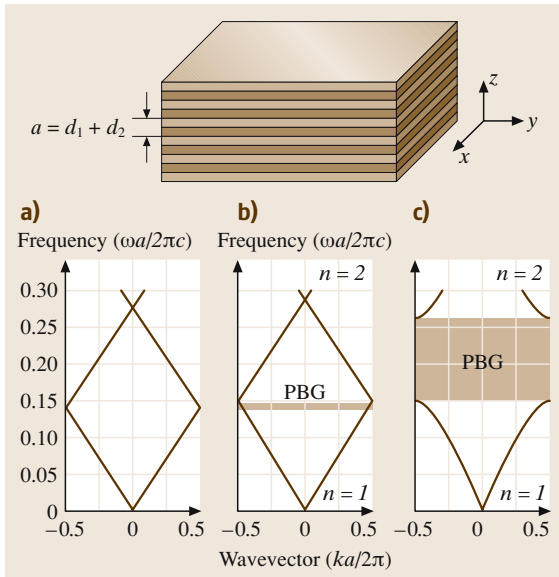 z
y
x
a = d₁ + d₂
a) b) c)
Frequency (ωa/2πc) Frequency (ωa/2πc)
n = 2 n = 2
0.30
0.25
0.20
0.15
0.10
0.05
0
PBG PBG
n = 1 n = 1
−0.5 0 0.5 −0.5 0 0.5 −0.5 0 0.5
Wavevector (ka/2π)